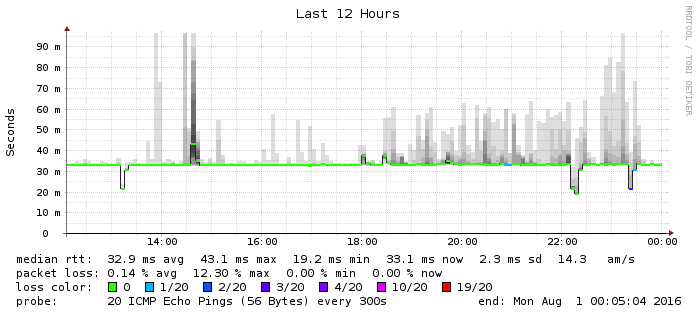 Last 12 Hours
RRDTOOL / TOBI OETIKER
Seconds
90 m
80 m
70 m
60 m
50 m
40 m
30 m
20 m
10 m
0
14:00 16:00 18:00 20:00 22:00 00:00
median rtt: 32.9 ms avg 43.1 ms max 19.2 ms min 33.1 ms now 2.3 ms sd 14.3 am/s
packet loss: 0.14 % avg 12.30 % max 0.00 % min 0.00 % now
loss color: 0 1/20 2/20 3/20 4/20 10/20 19/20
probe: 20 ICMP Echo Pings (56 Bytes) every 300s end: Mon Aug 1 00:05:04 2016